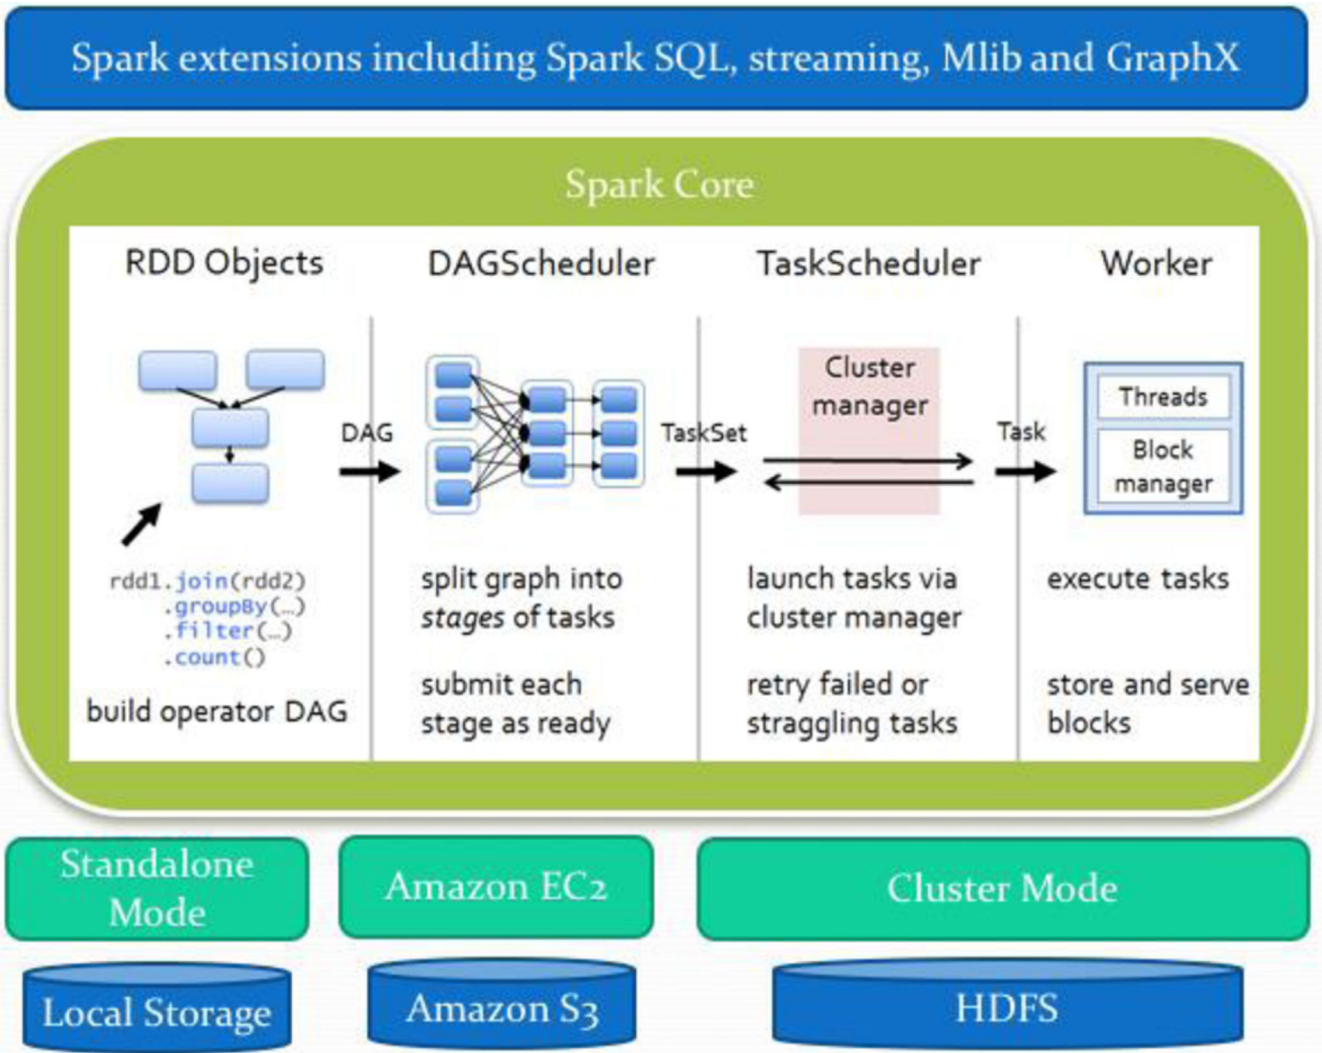 Spark extensions including Spark SQL, streaming, Mlib and GraphX
Spark Core
RDD Objects
DAGScheduler
TaskScheduler
Worker
DAG
TaskSet
Cluster
manager
Task
Threads
Block
manager
rdd1.join(rdd2)
.groupBy(…)
.filter(…)
.count()
build operator DAG
split graph into
stages of tasks
submit each
stage as ready
launch tasks via
cluster manager
retry failed or
straggling tasks
execute tasks
store and serve
blocks
Standalone
Mode
Amazon EC2
Cluster Mode
Local Storage
Amazon S3
HDFS